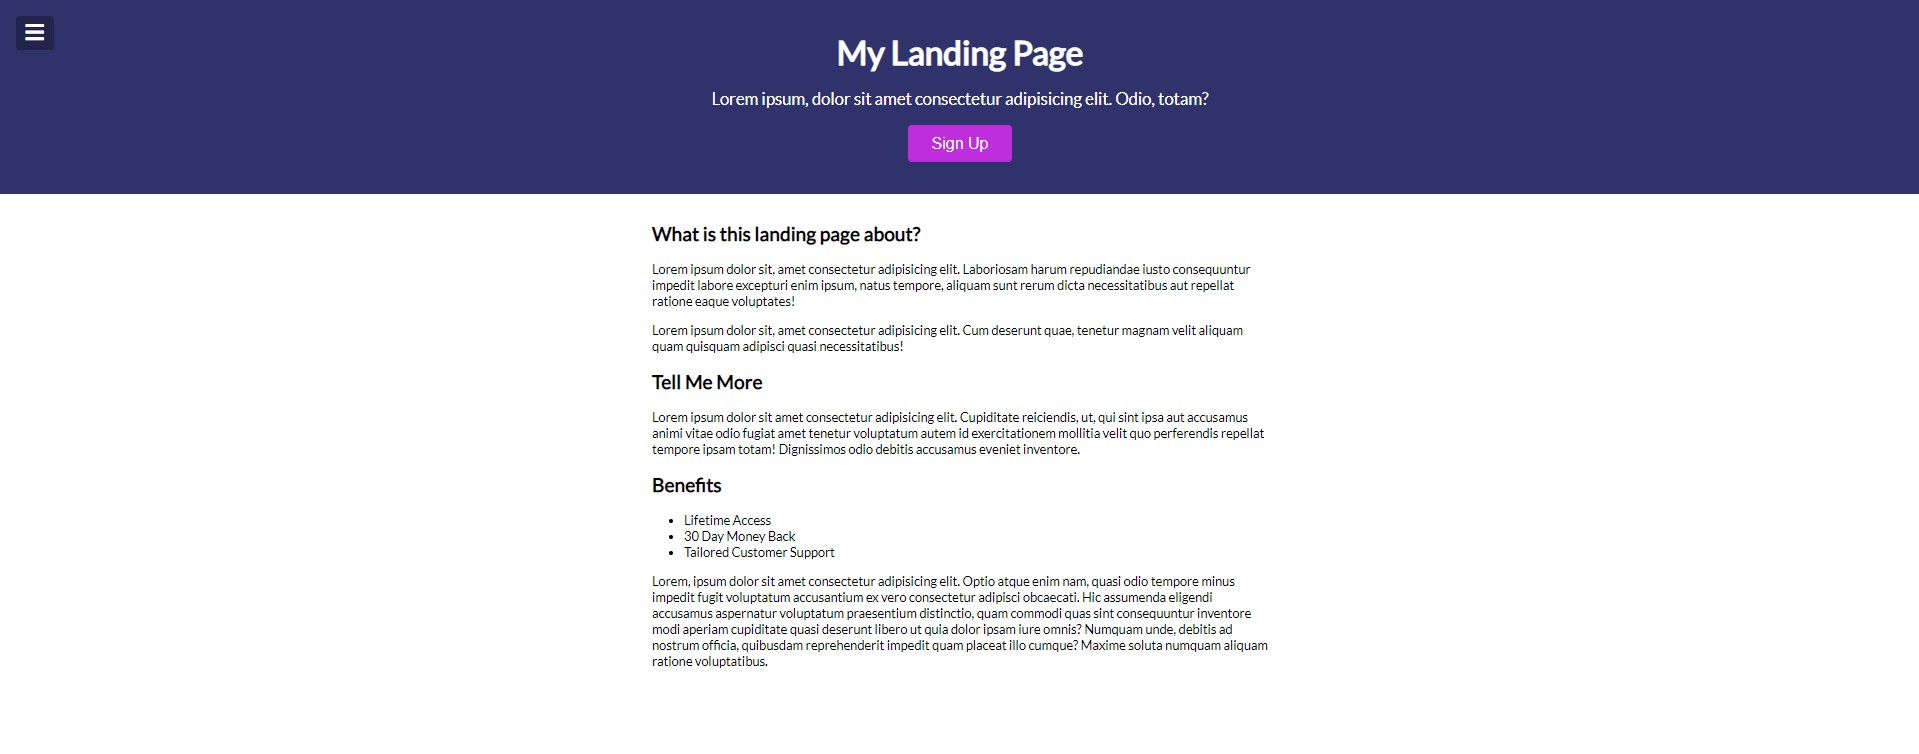 My Landing Page
Lorem ipsum, dolor sit amet consectetur adipisicing elit. Odio, totam?
Sign Up
What is this landing page about?
Lorem ipsum dolor sit, amet consectetur adipisicing elit. Laboriosam harum repudiandae iusto consequuntur
impedit labore excepturi enim ipsum, natus tempore, aliquam sunt rerum dicta necessitatibus aut repellat
ratione eaque voluptates!
Lorem ipsum dolor sit, amet consectetur adipisicing elit. Cum deserunt quae, tenetur magnam velit aliquam
quam quisquam adipisci quasi necessitatibus!
Tell Me More
Lorem ipsum dolor sit amet consectetur adipisicing elit. Cupiditate reiciendis, ut, qui sint ipsa aut accusamus
animi vitae odio fugiat amet tenetur voluptatum autem id exercitationem mollitia velit quo perferendis repellat
tempore ipsam totam! Dignissimos odio debitis accusamus eveniet inventore.
Benefits
• Lifetime Access
• 30 Day Money Back
• Tailored Customer Support
Lorem, ipsum dolor sit amet consectetur adipisicing elit. Optio atque enim nam, quasi odio tempore minus
impedit fugit voluptatum accusantium ex vero consectetur adipisci obcaecati. Hic assumenda eligendi
accusamus aspernatur voluptatum praesentium distinctio, quam commodi quas sint consequuntur inventore
modi aperiam cupiditate quasi deserunt libero ut quia dolor ipsam iure omnis? Numquam unde, debitis ad
nostrum officia, quibusdam reprehenderit impedit quam placeat illo cumque? Maxime soluta numquam aliquam
ratione voluptatibus.